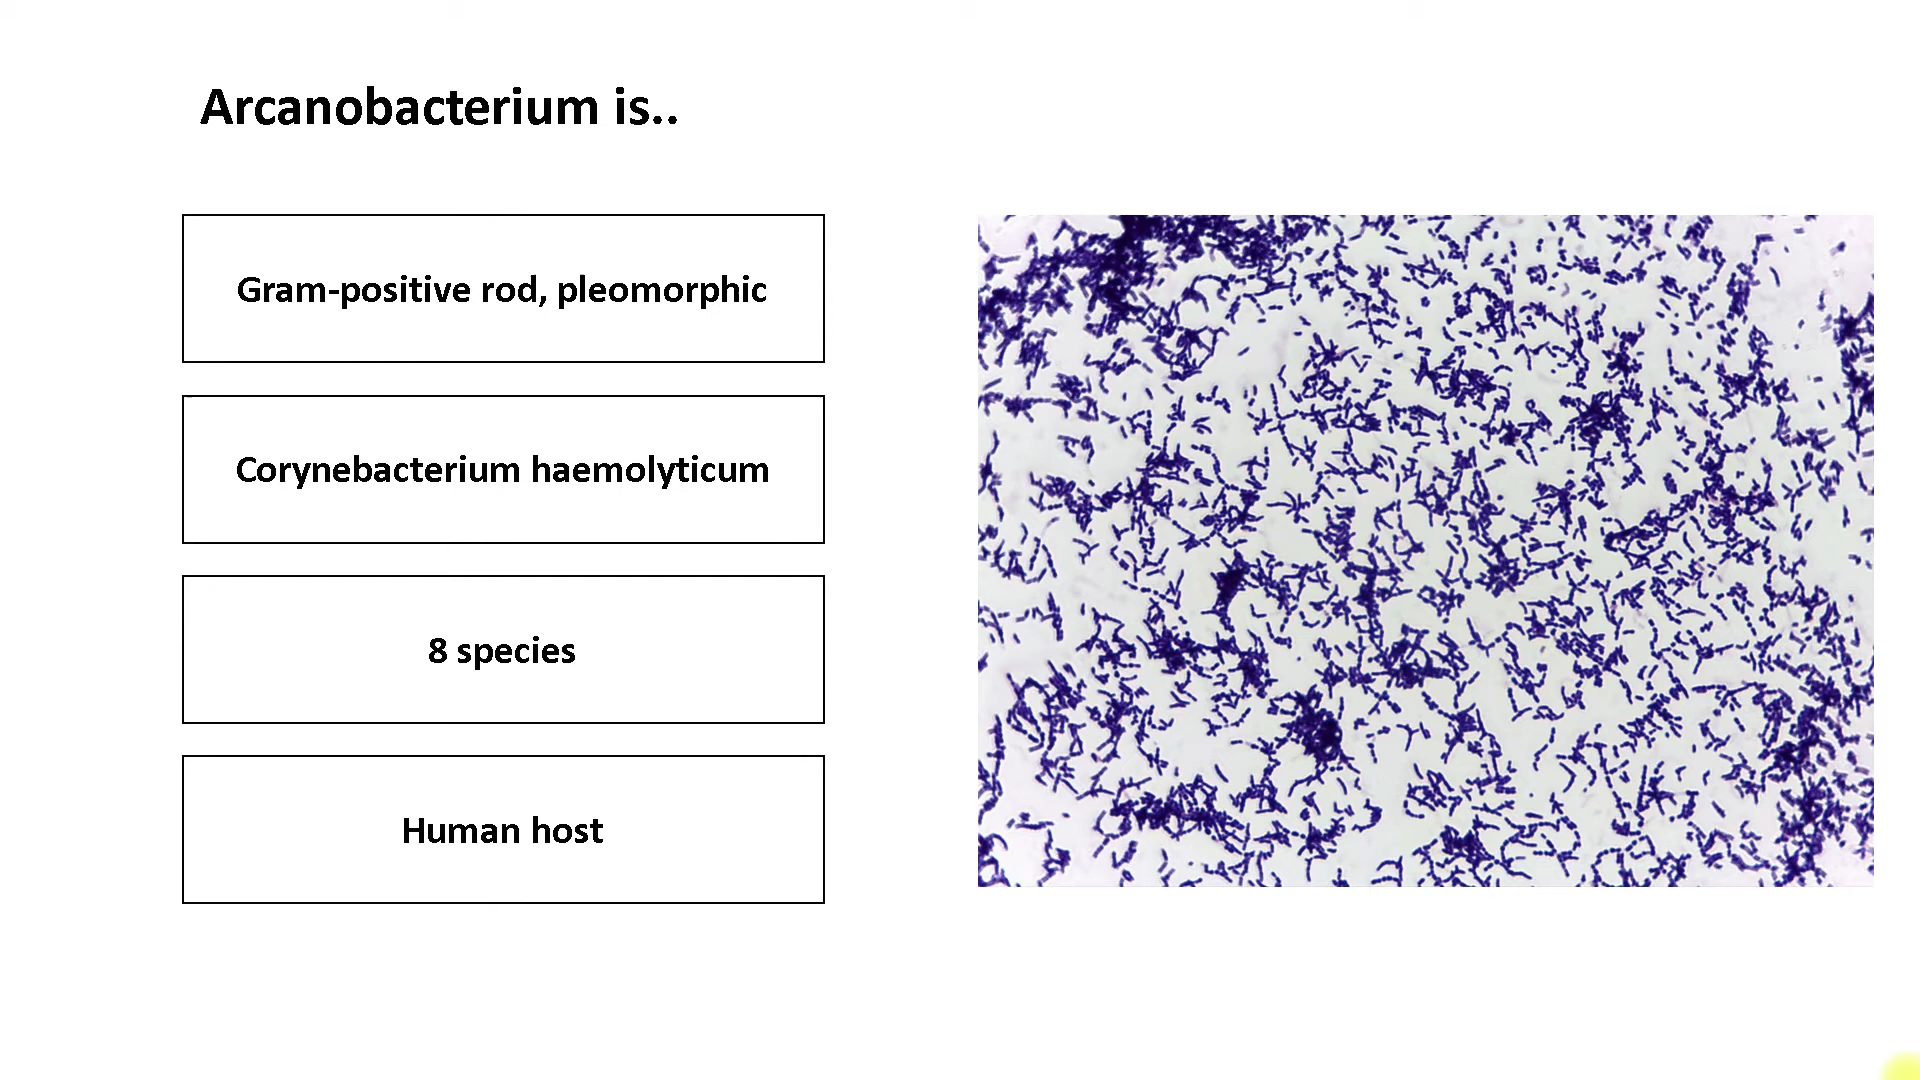 Arcanobacterium is..
Gram-positive rod, pleomorphic
Corynebacterium haemolyticum
8 species
Human host